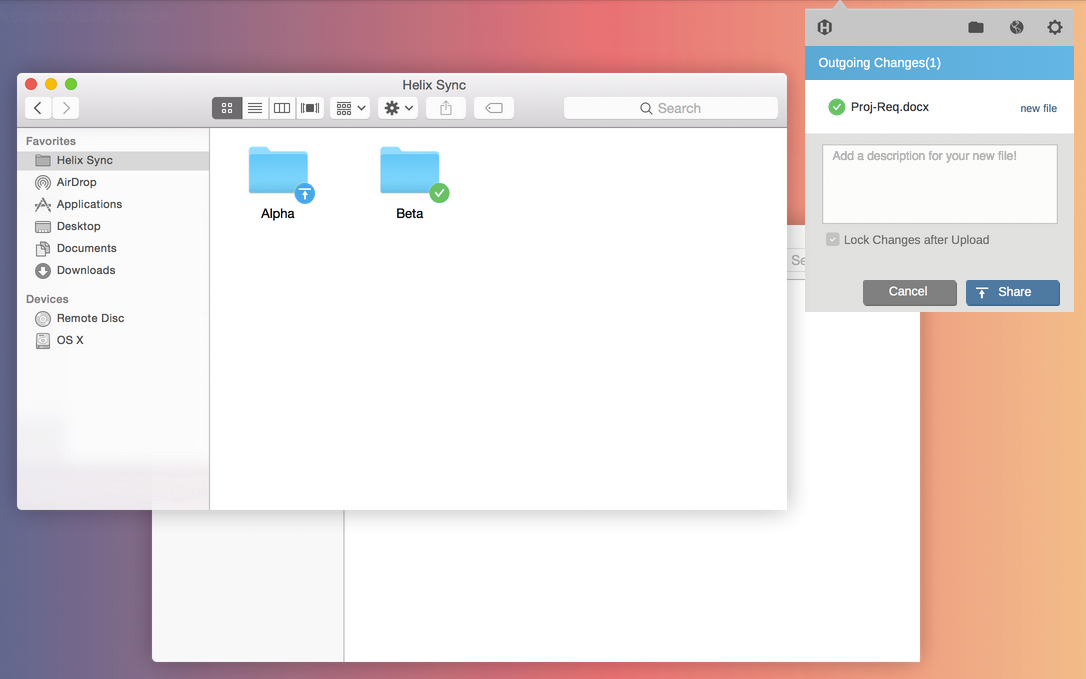 Helix Sync
Search
Favorites
Helix Sync
AirDrop
Applications
Desktop
Documents
Downloads
Devices
Remote Disc
OS X
Alpha
Beta
Se
Outgoing Changes(1)
Proj-Req.docx new file
Add a description for your new file!
Lock Changes after Upload
Cancel Share